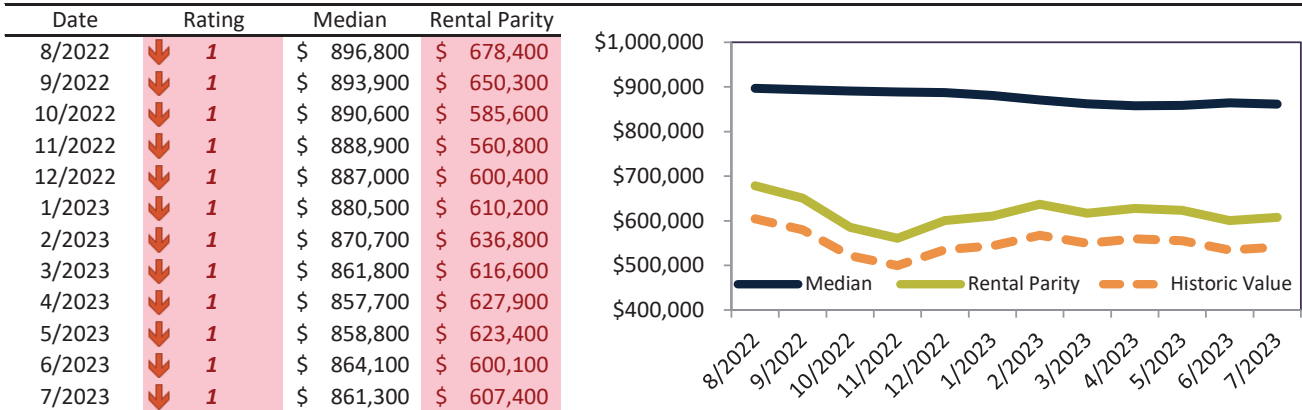 Date Rating Median Rental Parity
8/2022 1 $ 896,800 $ 678,400
9/2022 1 $ 893,900 $ 650,300
10/2022 1 $ 890,600 $ 585,600
11/2022 1 $ 888,900 $ 560,800
12/2022 1 $ 887,000 $ 600,400
1/2023 1 $ 880,500 $ 610,200
2/2023 1 $ 870,700 $ 636,800
3/2023 1 $ 861,800 $ 616,600
4/2023 1 $ 857,700 $ 627,900
5/2023 1 $ 858,800 $ 623,400
6/2023 1 $ 864,100 $ 600,100
7/2023 1 $ 861,300 $ 607,400
$1,000,000
$900,000
$800,000
$700,000
$600,000
$500,000
$400,000
Median Rental Parity Historic Value
8/2022 9/2022 10/2022 11/2022 12/2022 1/2023 2/2023 3/2023 4/2023 5/2023 6/2023 7/2023